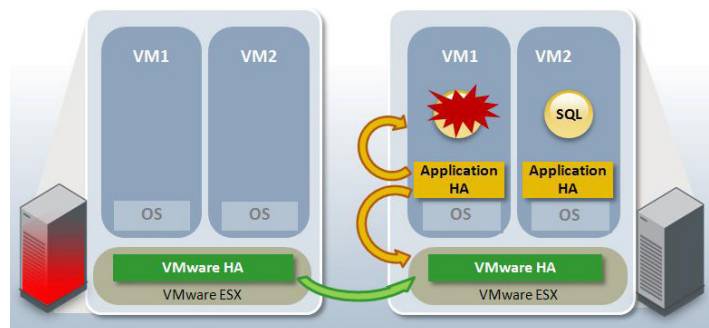 VM1
VM2
OS
OS
VMware HA
VMware ESX
VM1
VM2
SQL
Application
HA
Application
HA
OS
OS
VMware HA
VMware ESX